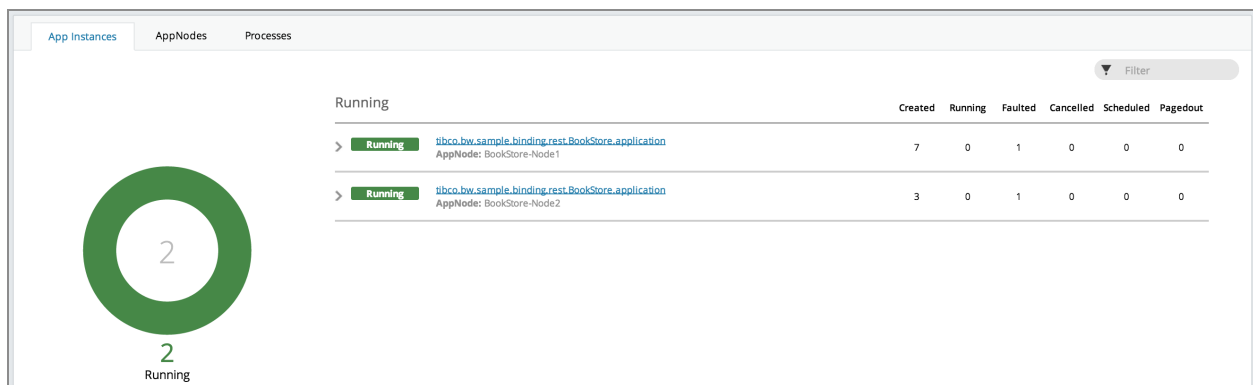 App Instances AppNodes Processes
Filter
Running Created Running Faulted Cancelled Scheduled Pagedout
Running tibco.bw.sample.binding.rest.BookStore.application 7 0 1 0 0 0
AppNode: BookStore-Node1
Running tibco.bw.sample.binding.rest.BookStore.application 3 0 1 0 0 0
AppNode: BookStore-Node2
2
2
Running